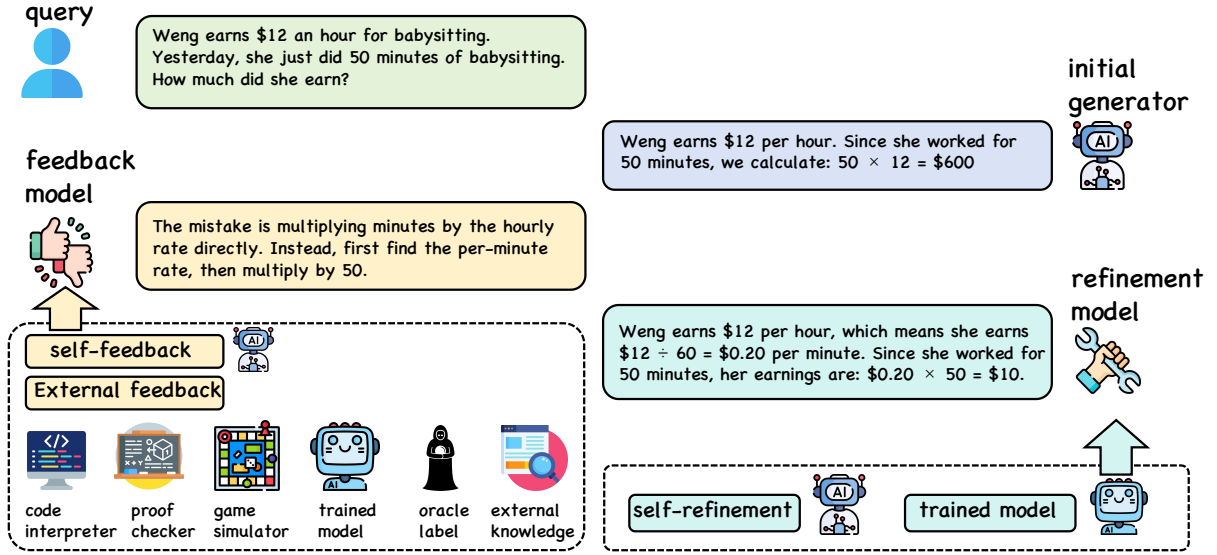 query
Weng earns $12 an hour for babysitting.
Yesterday, she just did 50 minutes of babysitting.
How much did she earn?
initial
generator
AI
Weng earns $12 per hour. Since she worked for
50 minutes, we calculate: 50 × 12 = $600
feedback
model
The mistake is multiplying minutes by the hourly
rate directly. Instead, first find the per-minute
rate, then multiply by 50.
refinement
model
Weng earns $12 per hour, which means she earns
$12 ÷ 60 = $0.20 per minute. Since she worked for
50 minutes, her earnings are: $0.20 × 50 = $10.
self-feedback
AI
External feedback
</>
X+Y
AI
code
interpreter
proof
checker
game
simulator
trained
model
oracle
label
external
knowledge
self-refinement
AI
trained model
AI